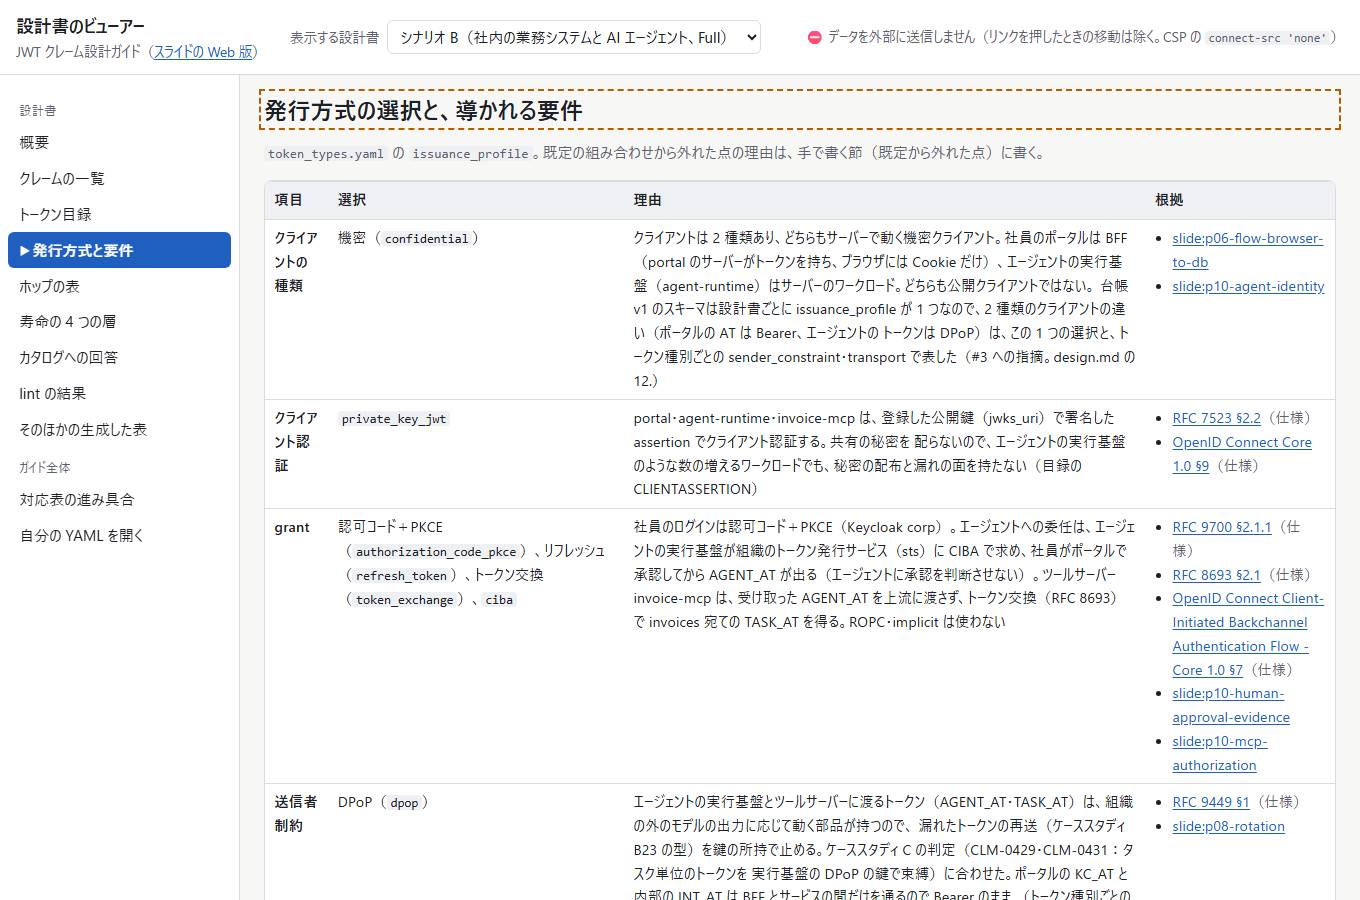 設計書のビューアー
JWT クレーム設計ガイド（スライドの Web 版）
表示する設計書
シナリオ B（社内の業務システムと AI エージェント、Full）
⛔ データを外部に送信しません（リンクを押したときの移動は除く。CSP の connect-src 'none'）
設計書
概要
クレームの一覧
トークン目録
▶発行方式と要件
ホップの表
寿命の 4 つの層
カタログへの回答
lint の結果
そのほかの生成した表
ガイド全体
対応表の進み具合
自分の YAML を開く
発行方式の選択と、導かれる要件
token_types.yaml の issuance_profile。既定の組み合わせから外れた点の理由は、手で書く節（既定から外れた点）に書く。
項目 選択 理由 根拠
クライア
ントの
種類
機密（confidential）
クライアントは 2 種類あり、どちらもサーバーで動く機密クライアント。社員のポータルは BFF
（portal のサーバーがトークンを持ち、ブラウザには Cookie だけ）、エージェントの実行基
盤（agent-runtime）はサーバーのワークロード。どちらも公開クライアントではない。 台帳
v1 のスキーマは設計書ごとに issuance_profile が 1 つなので、2 種類のクライアントの違
い（ポータルの AT は Bearer、エージェントの トークンは DPoP）は、この 1 つの選択と、ト
ークン種別ごとの sender_constraint・transport で表した（#3 への指摘。design.md の
12.）
• slide:p06-flow-browser-
to-db
• slide:p10-agent-identity
クライア
ント認
証
private_key_jwt
portal・agent-runtime・invoice-mcp は、登録した公開鍵（jwks_uri）で署名した
assertion でクライアント認証する。共有の秘密を 配らないので、エージェントの実行基盤
のような数の増えるワークロードでも、秘密の配布と漏れの面を持たない（目録の
CLIENTASSERTION）
• RFC 7523 §2.2（仕様）
• OpenID Connect Core
1.0 §9（仕様）
grant
認可コード＋PKCE
（authorization_code_pkce）、リフレッシュ
（refresh_token）、トークン交換
（token_exchange）、ciba
社員のログインは認可コード＋PKCE（Keycloak corp）。エージェントへの委任は、エージェ
ントの実行基盤が組織のトークン発行サービス（sts）に CIBA で求め、社員がポータルで
承認してから AGENT_AT が出る（エージェントに承認を判断させない）。ツールサーバー
invoice-mcp は、受け取った AGENT_AT を上流に渡さず、トークン交換（RFC 8693）
で invoices 宛ての TASK_AT を得る。ROPC・implicit は使わない
• RFC 9700 §2.1.1（仕
様）
• RFC 8693 §2.1（仕様）
• OpenID Connect Client-
Initiated Backchannel
Authentication Flow -
Core 1.0 §7（仕様）
• slide:p10-human-
approval-evidence
• slide:p10-mcp-
authorization
送信者
制約
DPoP（dpop）
エージェントの実行基盤とツールサーバーに渡るトークン（AGENT_AT・TASK_AT）は、組織
の外のモデルの出力に応じて動く部品が持つので、 漏れたトークンの再送（ケーススタディ
B23 の型）を鍵の所持で止める。ケーススタディ C の判定（CLM-0429・CLM-0431：タ
スク単位のトークンを 実行基盤の DPoP の鍵で束縛）に合わせた。ポータルの KC_AT と
内部の INT_AT は BFF とサービスの間だけを通るので Bearer のまま （トークン種別ごとの
• RFC 9449 §1（仕様）
• slide:p08-rotation